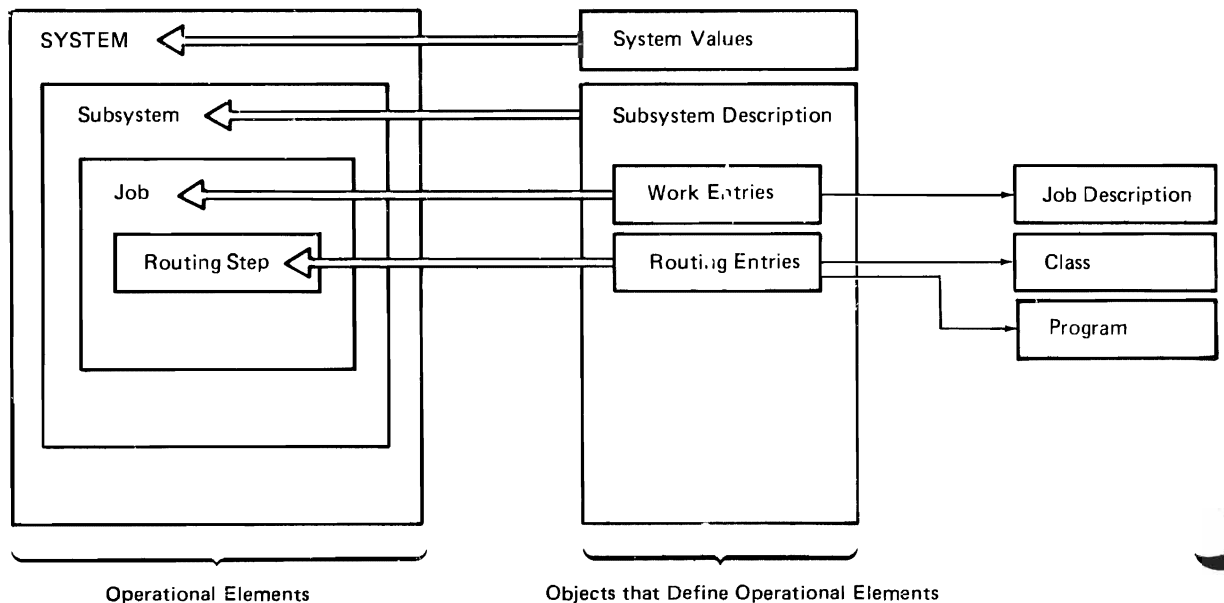 SYSTEM
System Values
Subsystem
Subsystem Description
Job
Work Entries
Job Description
Routing Step
Routing Entries
Class
Program
Operational Elements
Objects that Define Operational Elements